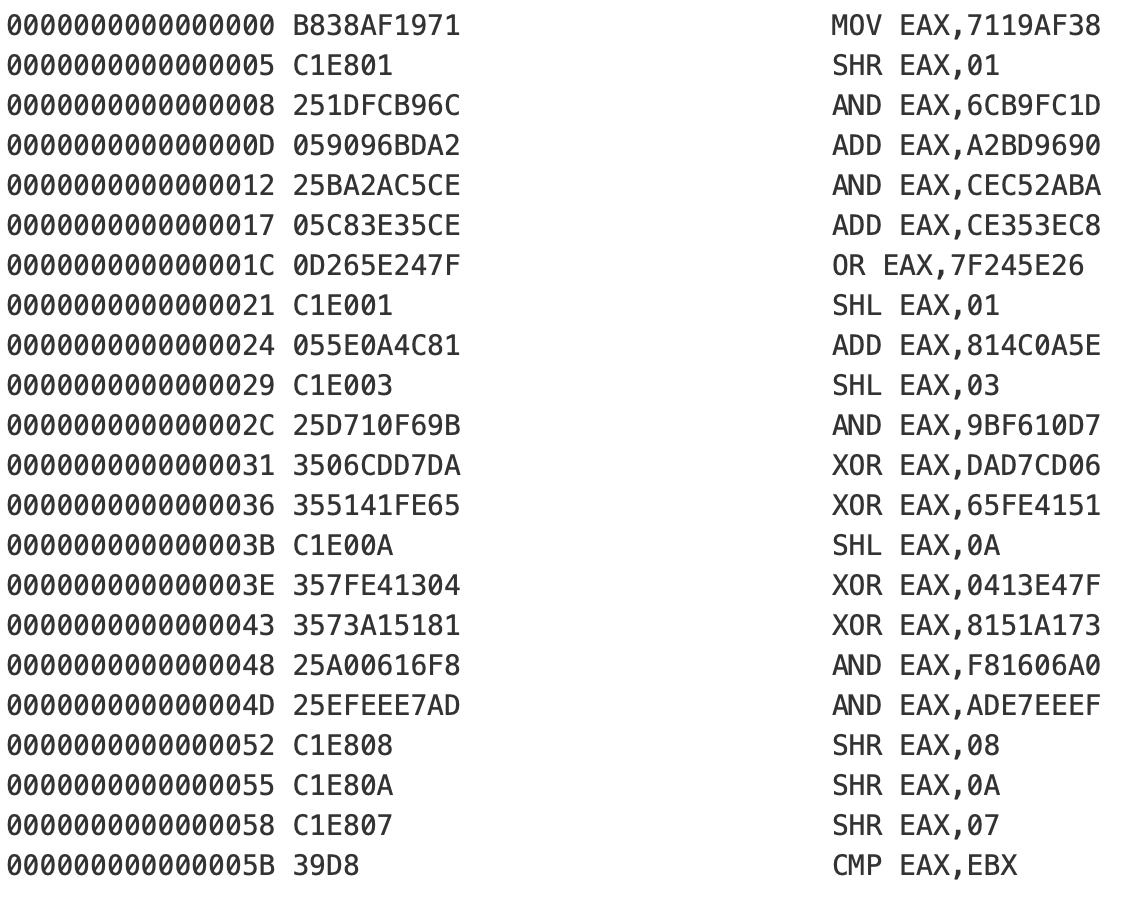 0000000000000000 B838AF1971 MOV EAX,7119AF38
0000000000000005 C1E801 SHR EAX,01
0000000000000008 251DFCB96C AND EAX,6CB9FC1D
000000000000000D 059096BDA2 ADD EAX,A2BD9690
0000000000000012 25BA2AC5CE AND EAX,CEC52ABA
0000000000000017 05C83E35CE ADD EAX,CE353EC8
000000000000001C 0D265E247F OR EAX,7F245E26
0000000000000021 C1E001 SHL EAX,01
0000000000000024 055E0A4C81 ADD EAX,814C0A5E
0000000000000029 C1E003 SHL EAX,03
000000000000002C 25D710F69B AND EAX,9BF610D7
0000000000000031 3506CDD7DA XOR EAX,DAD7CD06
0000000000000036 355141FE65 XOR EAX,65FE4151
000000000000003B C1E00A SHL EAX,0A
000000000000003E 357FE41304 XOR EAX,0413E47F
0000000000000043 3573A15181 XOR EAX,8151A173
0000000000000048 25A00616F8 AND EAX,F81606A0
000000000000004D 25EFEEE7AD AND EAX,ADE7EEEF
0000000000000052 C1E808 SHR EAX,08
0000000000000055 C1E80A SHR EAX,0A
0000000000000058 C1E807 SHR EAX,07
000000000000005B 39D8 CMP EAX,EBX